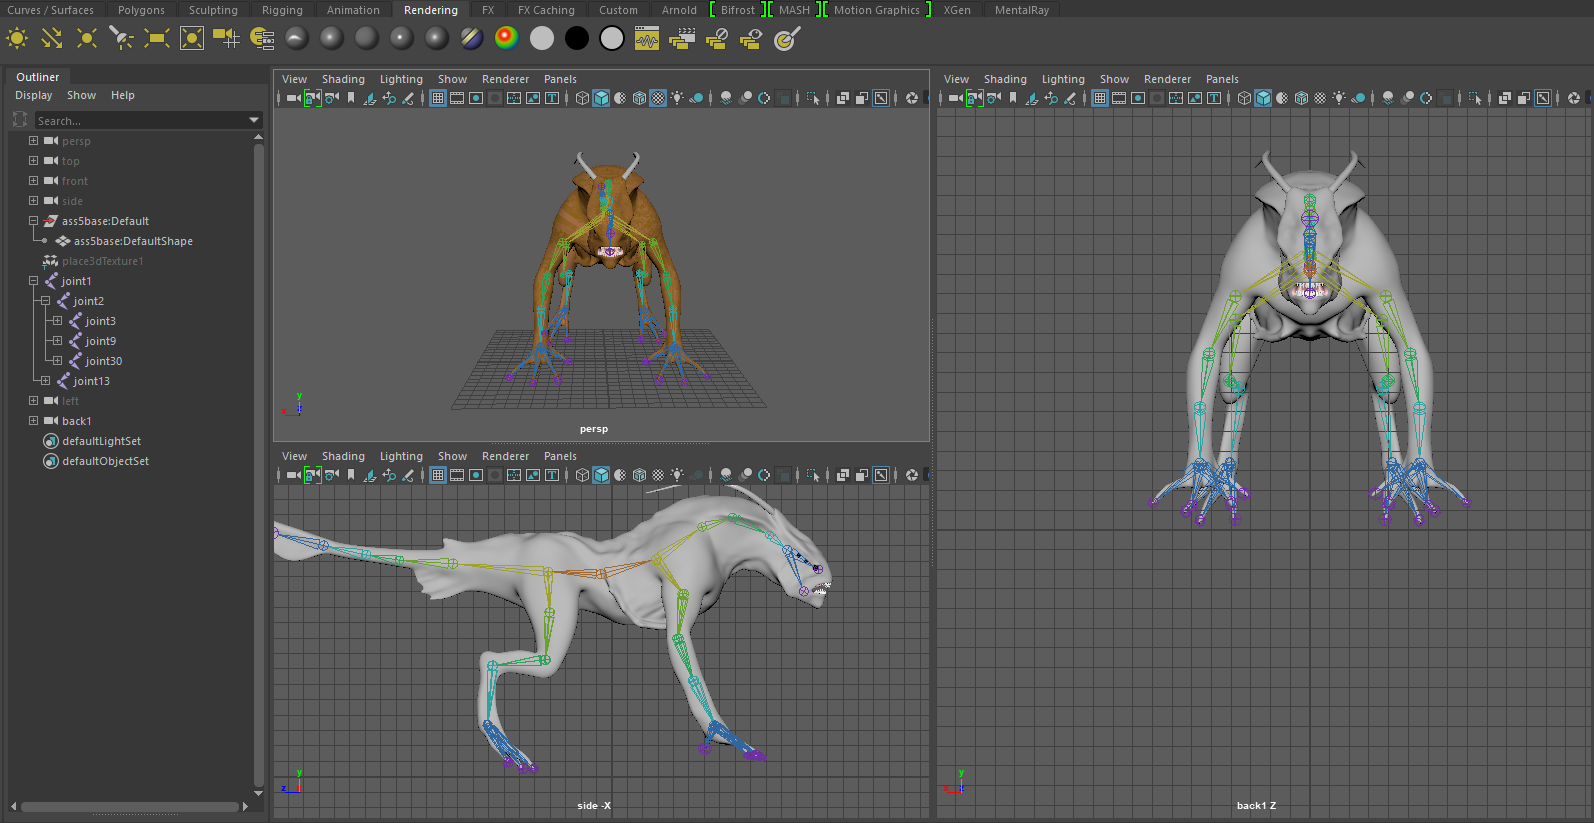 Curves / Surfaces Polygons Sculpting Rigging Animation Rendering FX FX Caching Custom Arnold Bifrost MASH Motion Graphics XGen MentalRay
Outliner
Display Show Help
Search...
persp
top
front
side
ass5base:Default
ass5base:DefaultShape
place3dTexture1
joint1
joint2
joint3
joint9
joint30
joint13
left
back1
defaultLightSet
defaultObjectSet
View Shading Lighting Show Renderer Panels
y
x
z
persp
View Shading Lighting Show Renderer Panels
y
z
side -X
View Shading Lighting Show Renderer Panels
y
x
back1 Z